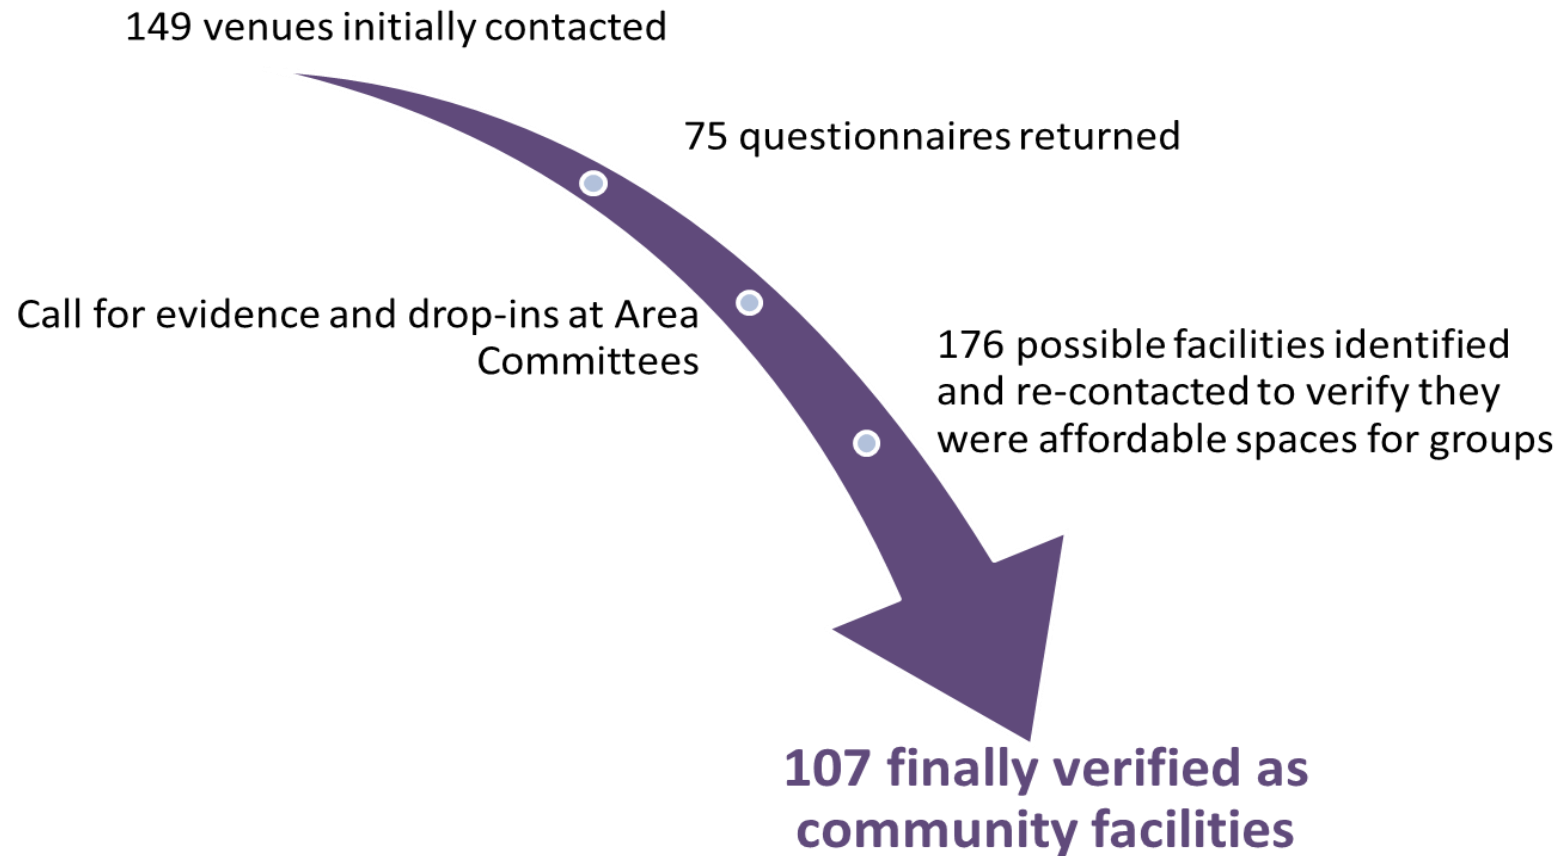 149 venues initially contacted
75 questionnaires returned
Call for evidence and drop-ins at Area
Committees
176 possible facilities identified
and re-contacted to verify they
were affordable spaces for groups
107 finally verified as
community facilities